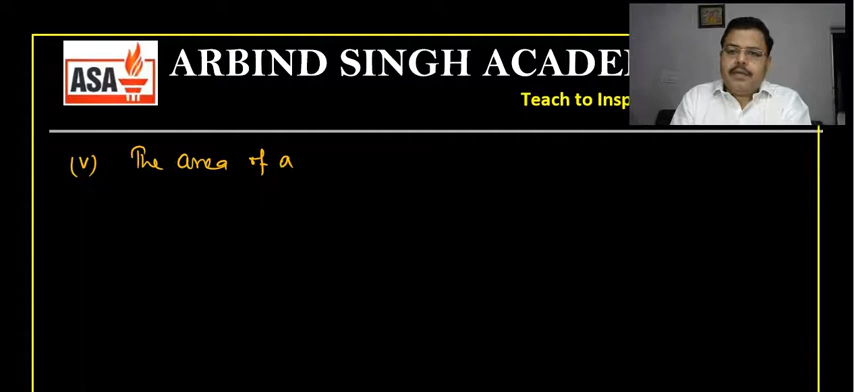 ASA
ARBIND SINGH ACADE
Teach to Insp
(v) The area of a